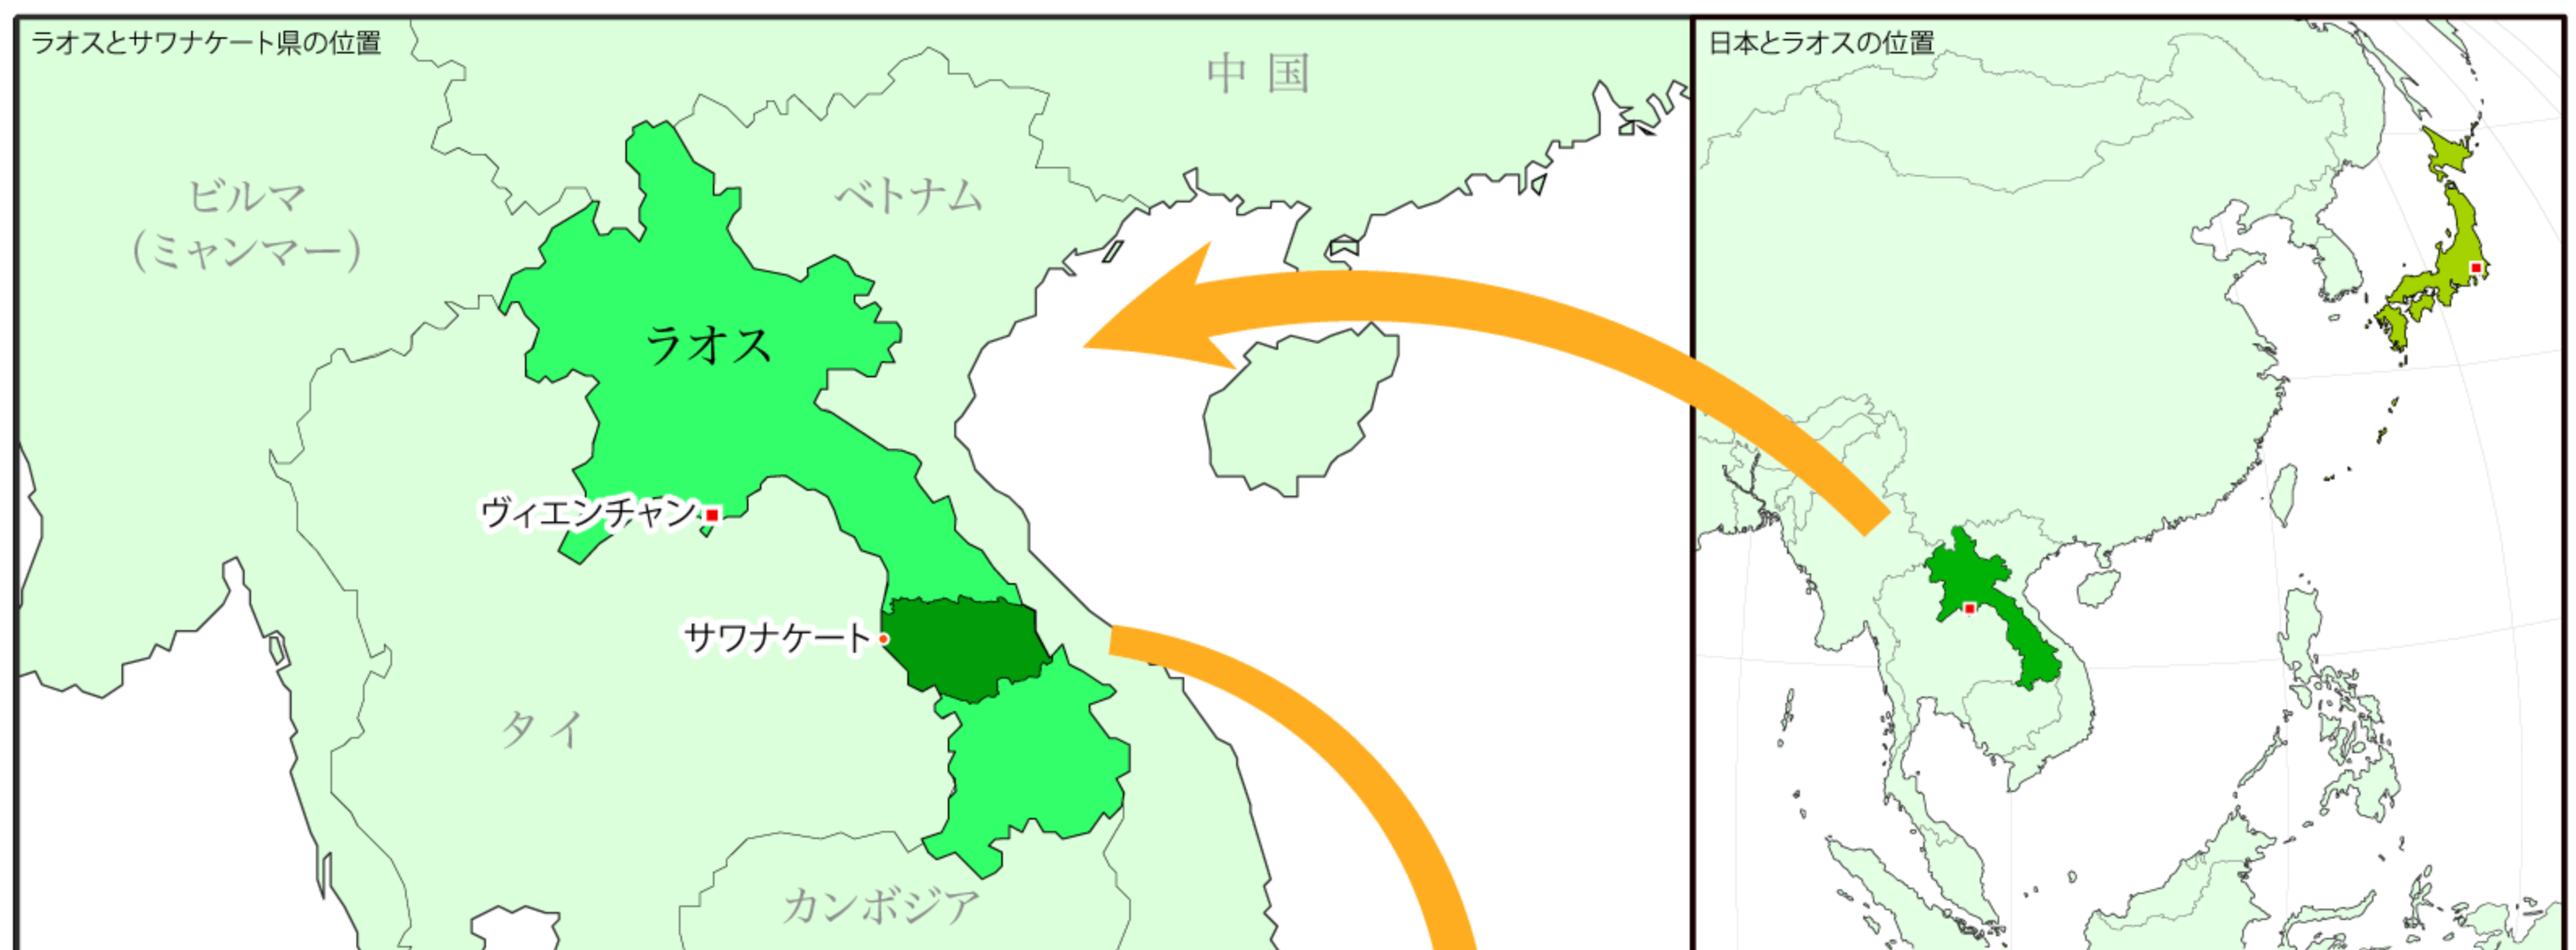 ラオスとサワナケート県の位置
中国
ビルマ
(ミャンマー)
ベトナム
ラオス
ヴィエンチャン
サワナケート
タイ
カンボジア
日本とラオスの位置